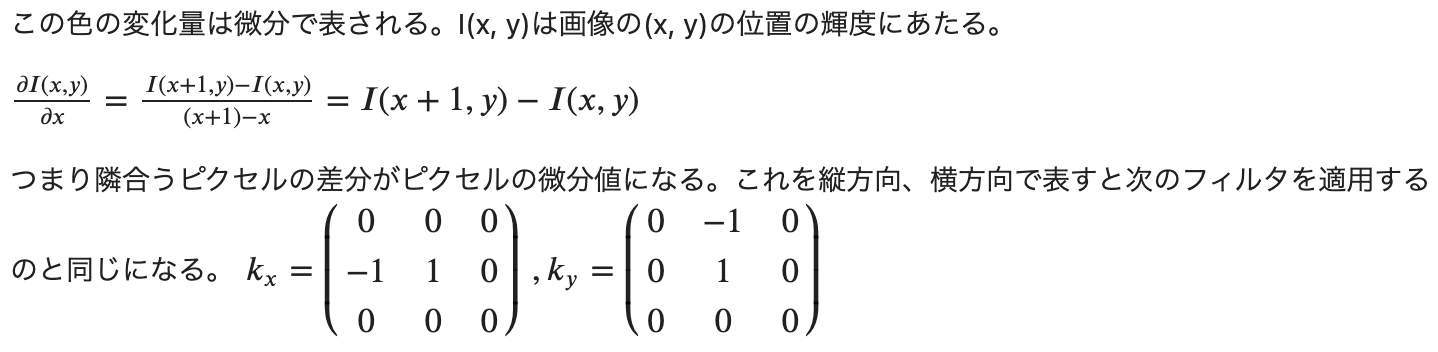 この色の変化量は微分で表される。I(x, y)は画像の(x, y)の位置の輝度にあたる。
\frac{∂I(x,y)}{∂x} = \frac{I(x+1,y)−I(x,y)}{(x+1)−x} = I(x + 1, y) − I(x, y)
つまり隣合うピクセルの差分がピクセルの微分値になる。これを縦方向、横方向で表すと次のフィルタを適用する
のと同じになる。 k_x = \begin{pmatrix} 0 & 0 & 0 \\ −1 & 1 & 0 \\ 0 & 0 & 0 \end{pmatrix} , k_y = \begin{pmatrix} 0 & −1 & 0 \\ 0 & 1 & 0 \\ 0 & 0 & 0 \end{pmatrix}